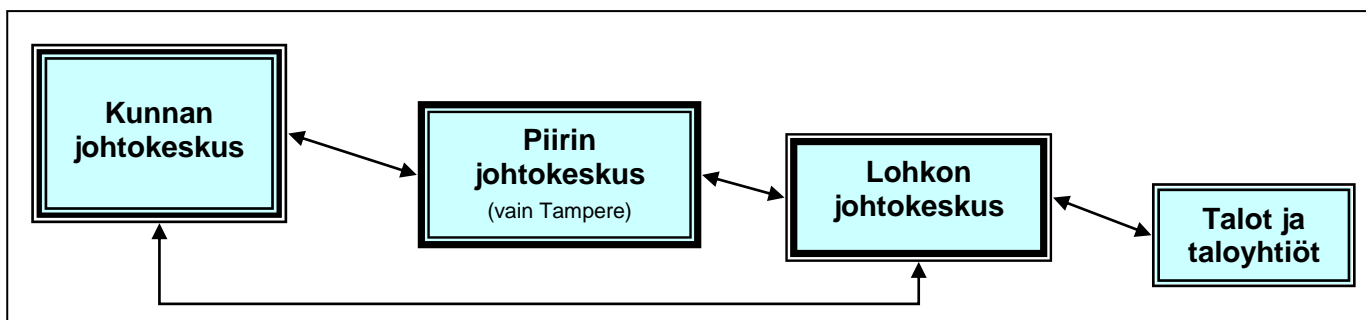 Kunnan
johtokeskus
Piirin
johtokeskus
(vain Tampere)
Lohkon
johtokeskus
Talot ja
taloyhtiöt